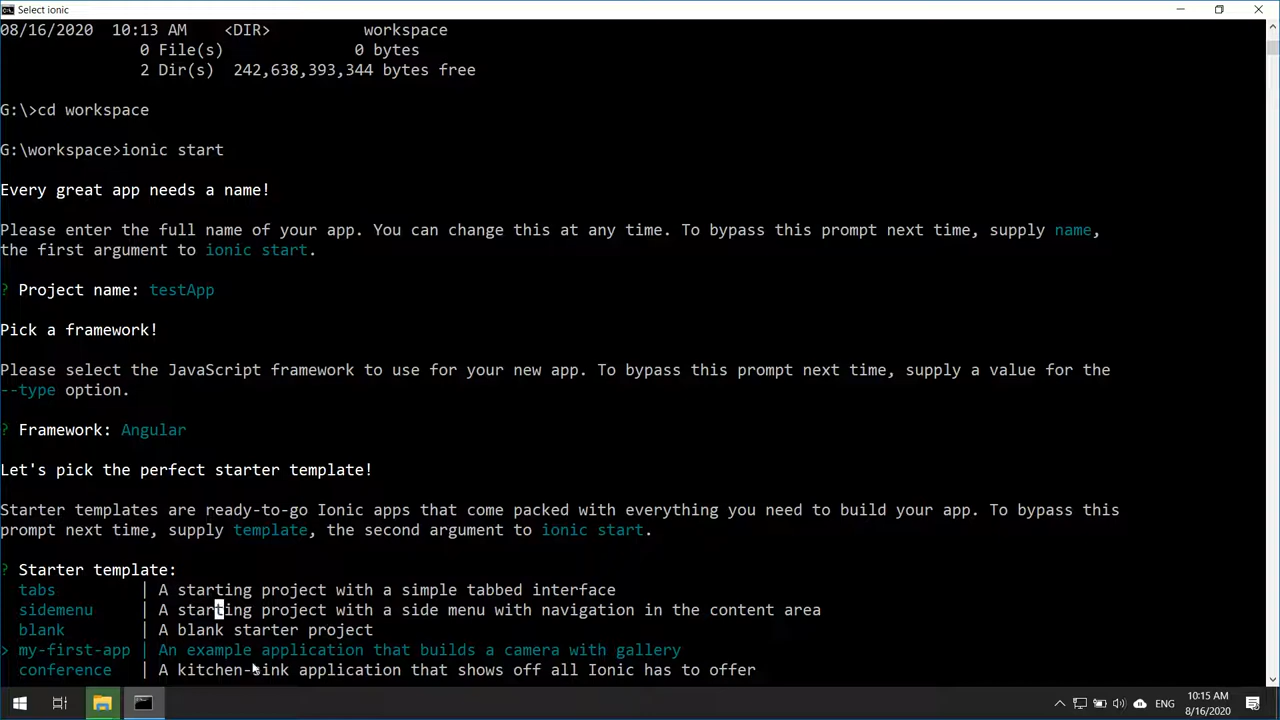 Select ionic
08/16/2020  10:13 AM    <DIR>          workspace
               0 File(s)              0 bytes
               2 Dir(s)  242,638,393,344 bytes free
G:\>cd workspace
G:\workspace>ionic start
Every great app needs a name!
Please enter the full name of your app. You can change this at any time. To bypass this prompt next time, supply name,
the first argument to ionic start.
? Project name: testApp
Pick a framework!
Please select the JavaScript framework to use for your new app. To bypass this prompt next time, supply a value for the
--type option.
? Framework: Angular
Let's pick the perfect starter template!
Starter templates are ready-to-go Ionic apps that come packed with everything you need to build your app. To bypass this
prompt next time, supply template, the second argument to ionic start.
? Starter template:
  tabs         | A starting project with a simple tabbed interface
  sidemenu     | A starting project with a side menu with navigation in the content area
  blank        | A blank starter project
> my-first-app | An example application that builds a camera with gallery
  conference   | A kitchen-sink application that shows off all Ionic has to offer
ENG
10:15 AM
8/16/2020